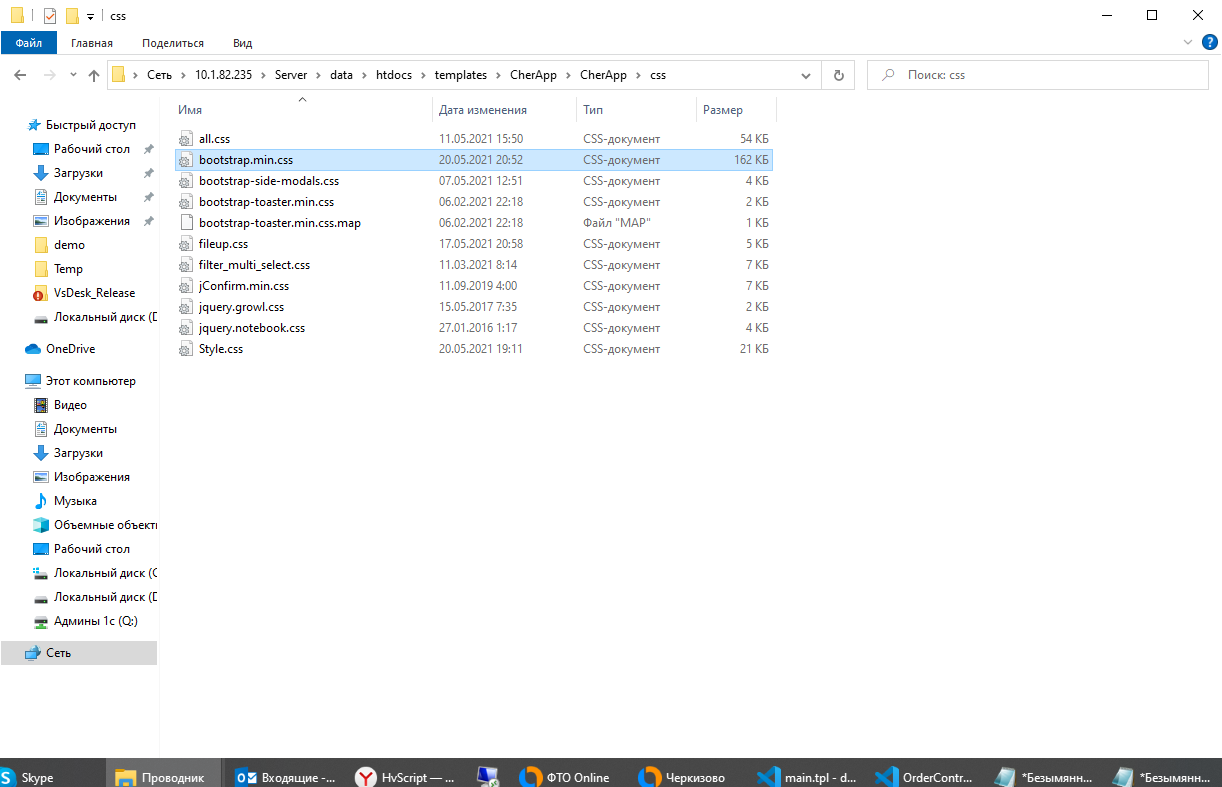 css
Файл Главная Поделиться Вид
Сеть 10.1.82.235 Server data htdocs templates CherApp CherApp css Поиск: css
Имя Дата изменения Тип Размер
all.css 11.05.2021 15:50 CSS-документ 54 КБ
bootstrap.min.css 20.05.2021 20:52 CSS-документ 162 КБ
bootstrap-side-modals.css 07.05.2021 12:51 CSS-документ 4 КБ
bootstrap-toaster.min.css 06.02.2021 22:18 CSS-документ 2 КБ
bootstrap-toaster.min.css.map 06.02.2021 22:18 Файл "MAP" 1 КБ
fileup.css 17.05.2021 20:58 CSS-документ 5 КБ
filter_multi_select.css 11.03.2021 8:14 CSS-документ 7 КБ
jConfirm.min.css 11.09.2019 4:00 CSS-документ 7 КБ
jquery.growl.css 15.05.2017 7:35 CSS-документ 2 КБ
jquery.notebook.css 27.01.2016 1:17 CSS-документ 4 КБ
Style.css 20.05.2021 19:11 CSS-документ 21 КБ
Быстрый доступ
Рабочий стол
Загрузки
Документы
Изображения
demo
Temp
VsDesk_Release
Локальный диск (D
OneDrive
Этот компьютер
Видео
Документы
Загрузки
Изображения
Музыка
Объемные объекты
Рабочий стол
Локальный диск (C
Локальный диск (D
Админы 1c (Q:)
Сеть
Skype Проводник Входящие -... HvScript — ... ФТО Online Черкизово main.tpl - d... OrderContr... *Безымянн... *Безымянн...